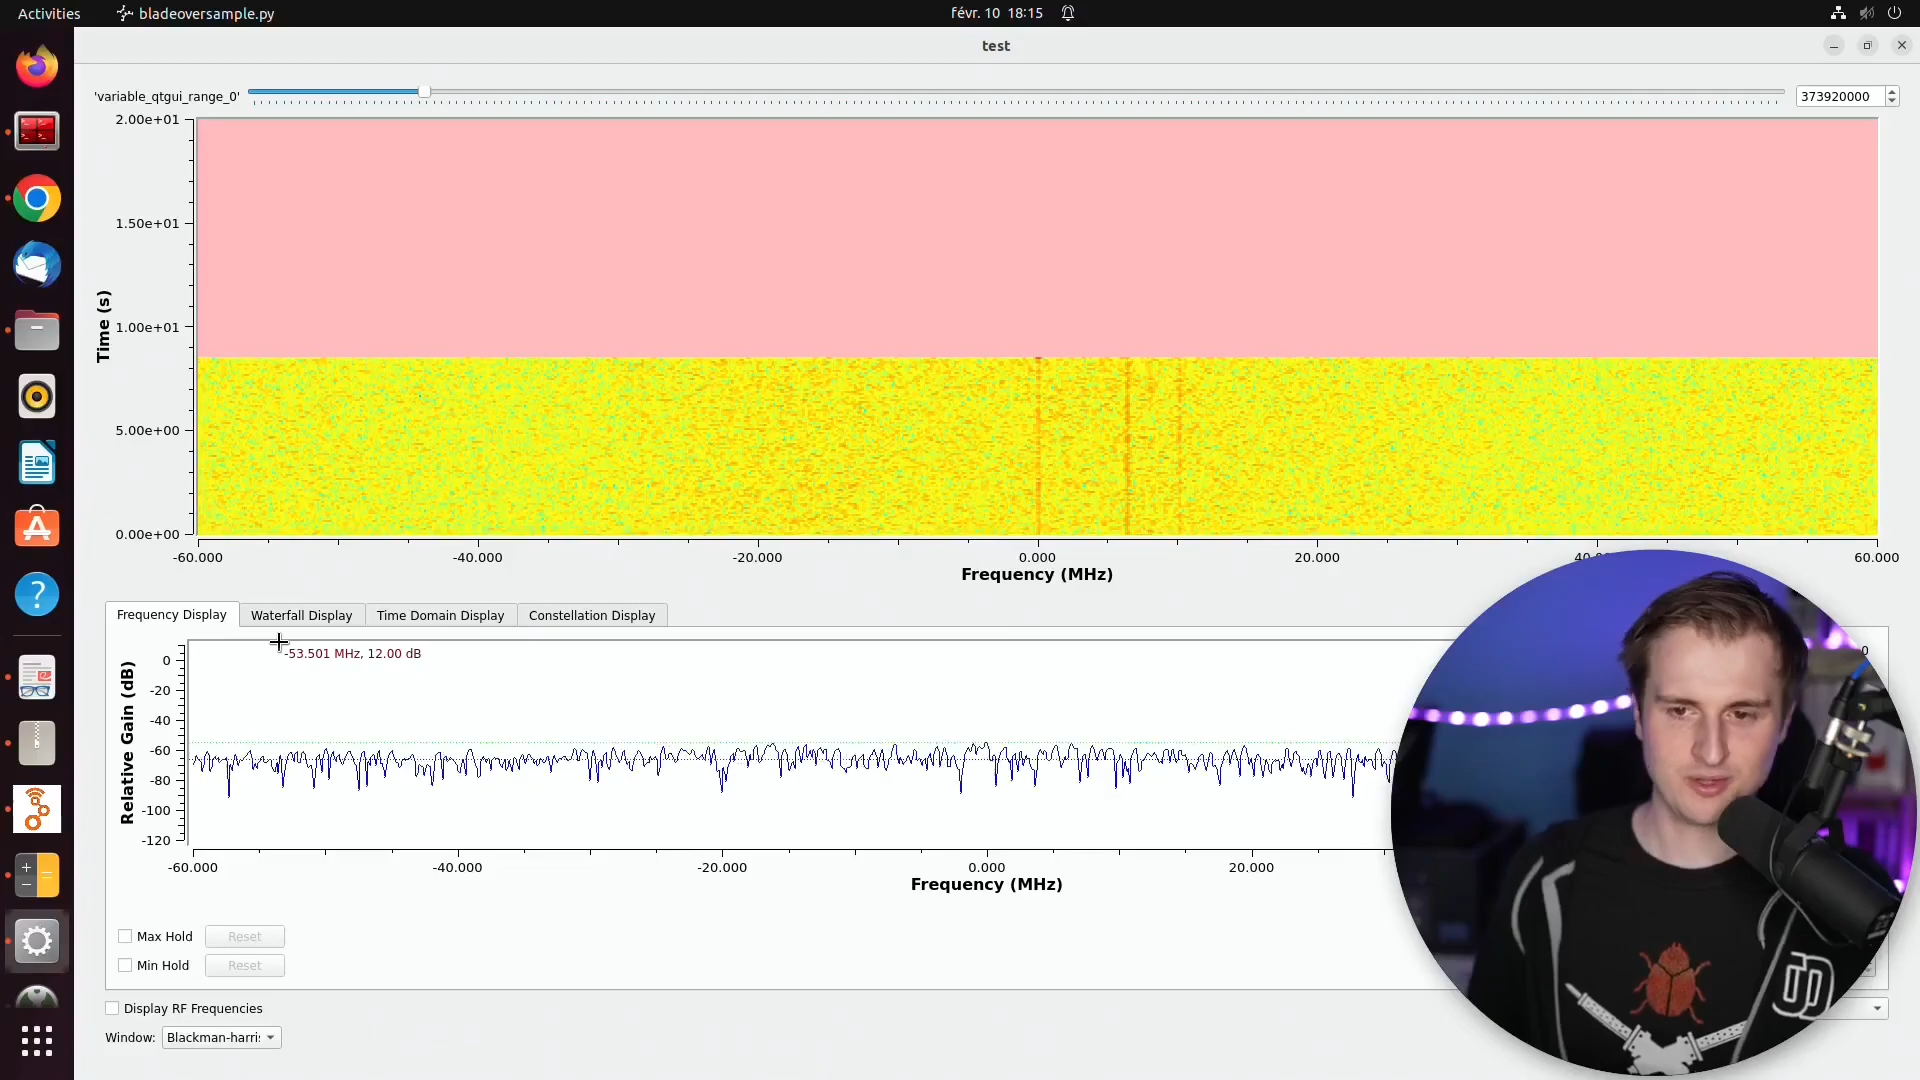 Activities bladeoversample.py févr. 10 18:15
test
'variable_qtgui_range_0' 373920000
2.00e+01
1.50e+01
1.00e+01
5.00e+00
0.00e+00
Time (s)
-60.000 -40.000 -20.000 0.000 20.000 40 60.000
Frequency (MHz)
Frequency Display Waterfall Display Time Domain Display Constellation Display
-53.501 MHz, 12.00 dB
0
0
-20
-40
-60
-80
-100
-120
Relative Gain (dB)
-60.000 -40.000 -20.000 0.000 20.000
Frequency (MHz)
Max Hold Reset
Min Hold Reset
Display RF Frequencies
Window: Blackman-harri